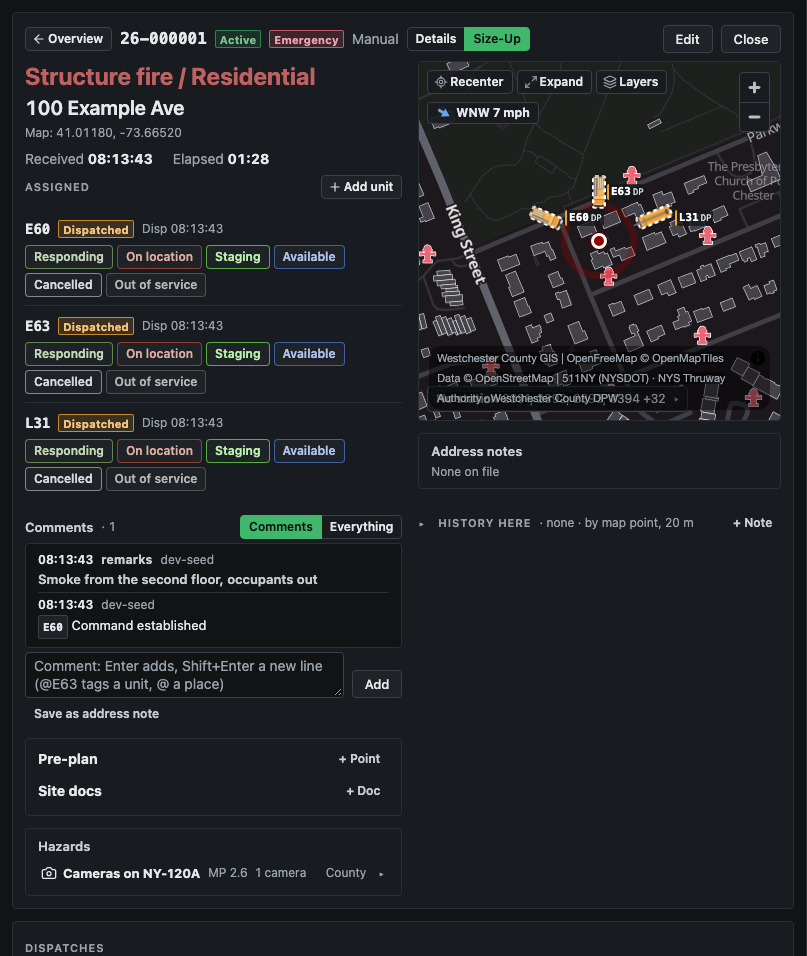 ← Overview 26-000001 Active Emergency Manual Details Size-Up Edit Close
Structure fire / Residential
100 Example Ave
Map: 41.01180, -73.66520
Received 08:13:43 Elapsed 01:28
ASSIGNED + Add unit
E60 Dispatched Disp 08:13:43
Responding On location Staging Available
Cancelled Out of service
E63 Dispatched Disp 08:13:43
Responding On location Staging Available
Cancelled Out of service
L31 Dispatched Disp 08:13:43
Responding On location Staging Available
Cancelled Out of service
Comments · 1 Comments Everything
08:13:43 remarks dev-seed
Smoke from the second floor, occupants out
08:13:43 dev-seed
E60 Command established
Comment: Enter adds, Shift+Enter a new line
(@E63 tags a unit, @ a place)
Add
Save as address note
Pre-plan + Point
Site docs + Doc
Hazards
Cameras on NY-120A MP 2.6 1 camera County
Recenter Expand Layers +
WNW 7 mph −
The Presbyter
Church of Po
Chester
King Street
E63 DP
E60 DP
L31 DP
Westchester County GIS | OpenFreeMap © OpenMapTiles
Data © OpenStreetMap | 511NY (NYSDOT) · NYS Thruway
Authority · Westchester County DPW
394 +32
Address notes
None on file
HISTORY HERE · none · by map point, 20 m + Note
DISPATCHES